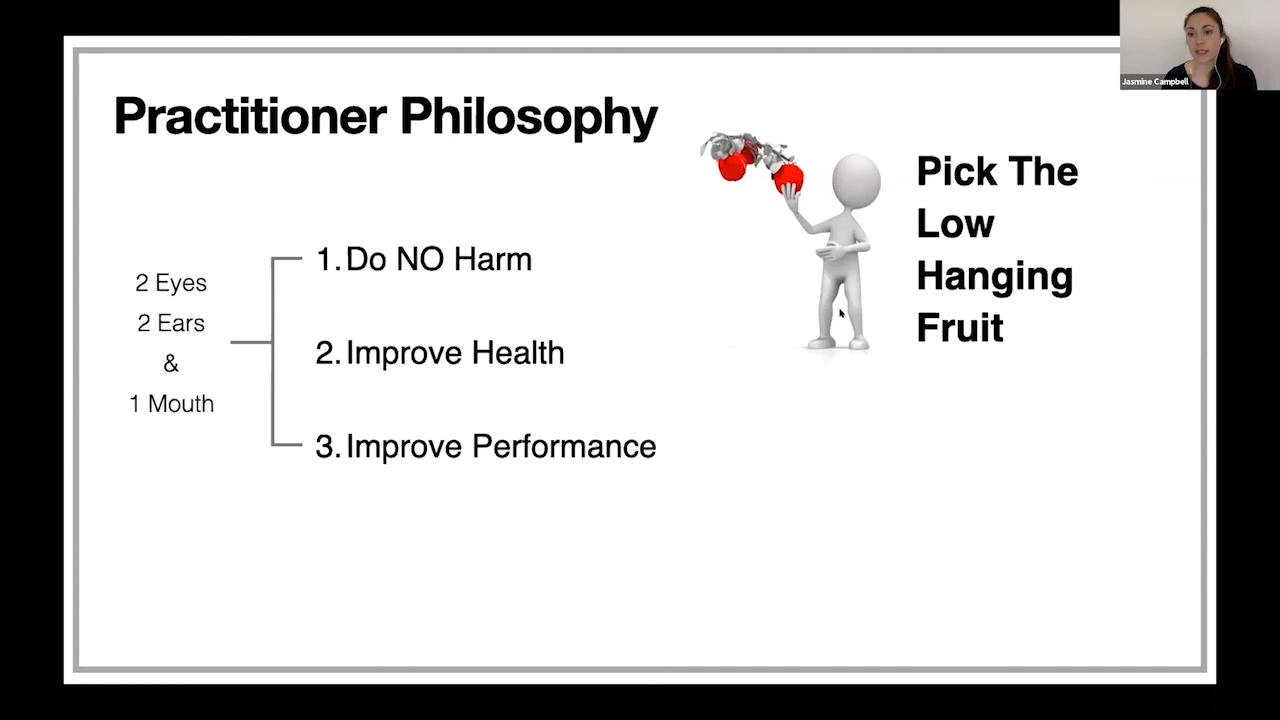 Practitioner Philosophy
2 Eyes
2 Ears
&
1 Mouth
1. Do NO Harm
2. Improve Health
3. Improve Performance
Pick The
Low
Hanging
Fruit
Jasmine Campbell